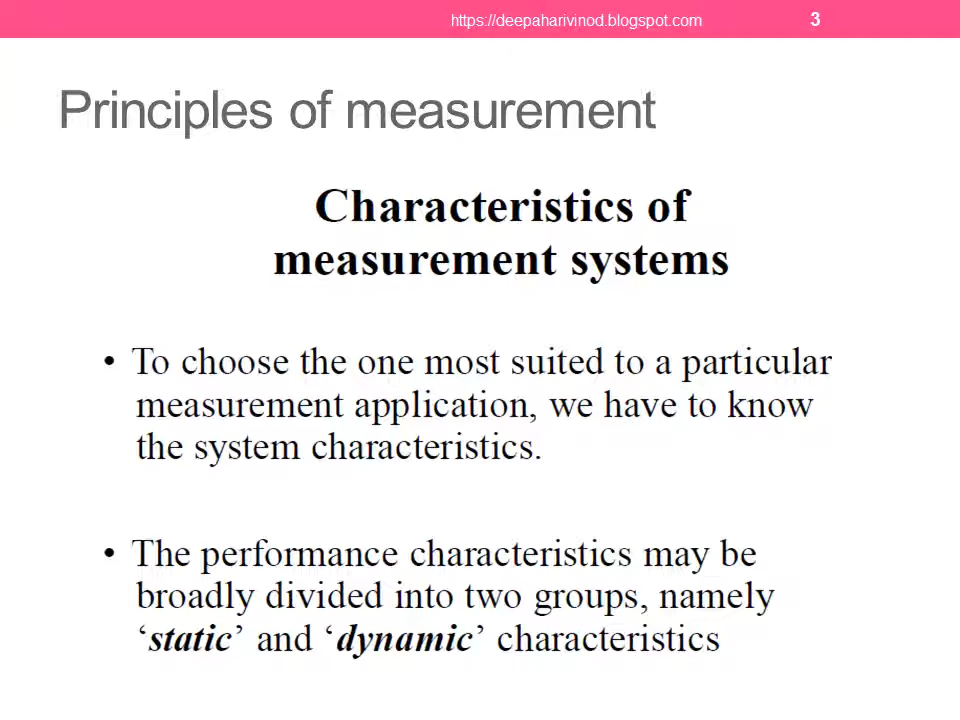 https://deepaharivinod.blogspot.com 3
Principles of measurement
Characteristics of
measurement systems
• To choose the one most suited to a particular
measurement application, we have to know
the system characteristics.
• The performance characteristics may be
broadly divided into two groups, namely
‘static’ and ‘dynamic’ characteristics